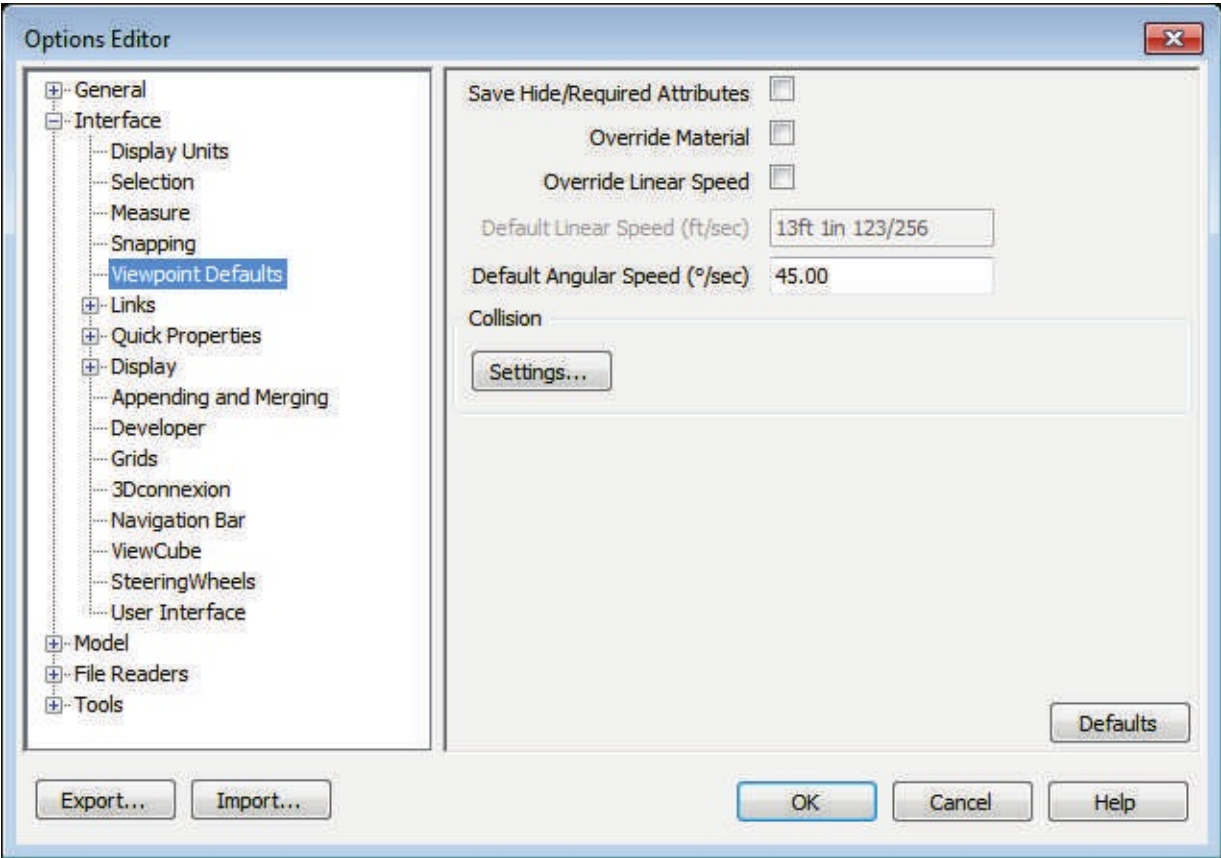 Options Editor
General
Interface
Display Units
Selection
Measure
Snapping
Viewpoint Defaults
Links
Quick Properties
Display
Appending and Merging
Developer
Grids
3Dconnexion
Navigation Bar
ViewCube
SteeringWheels
User Interface
Model
File Readers
Tools
Save Hide/Required Attributes
Override Material
Override Linear Speed
Default Linear Speed (ft/sec) 13ft 1in 123/256
Default Angular Speed (°/sec) 45.00
Collision
Settings...
Defaults
Export... Import... OK Cancel Help